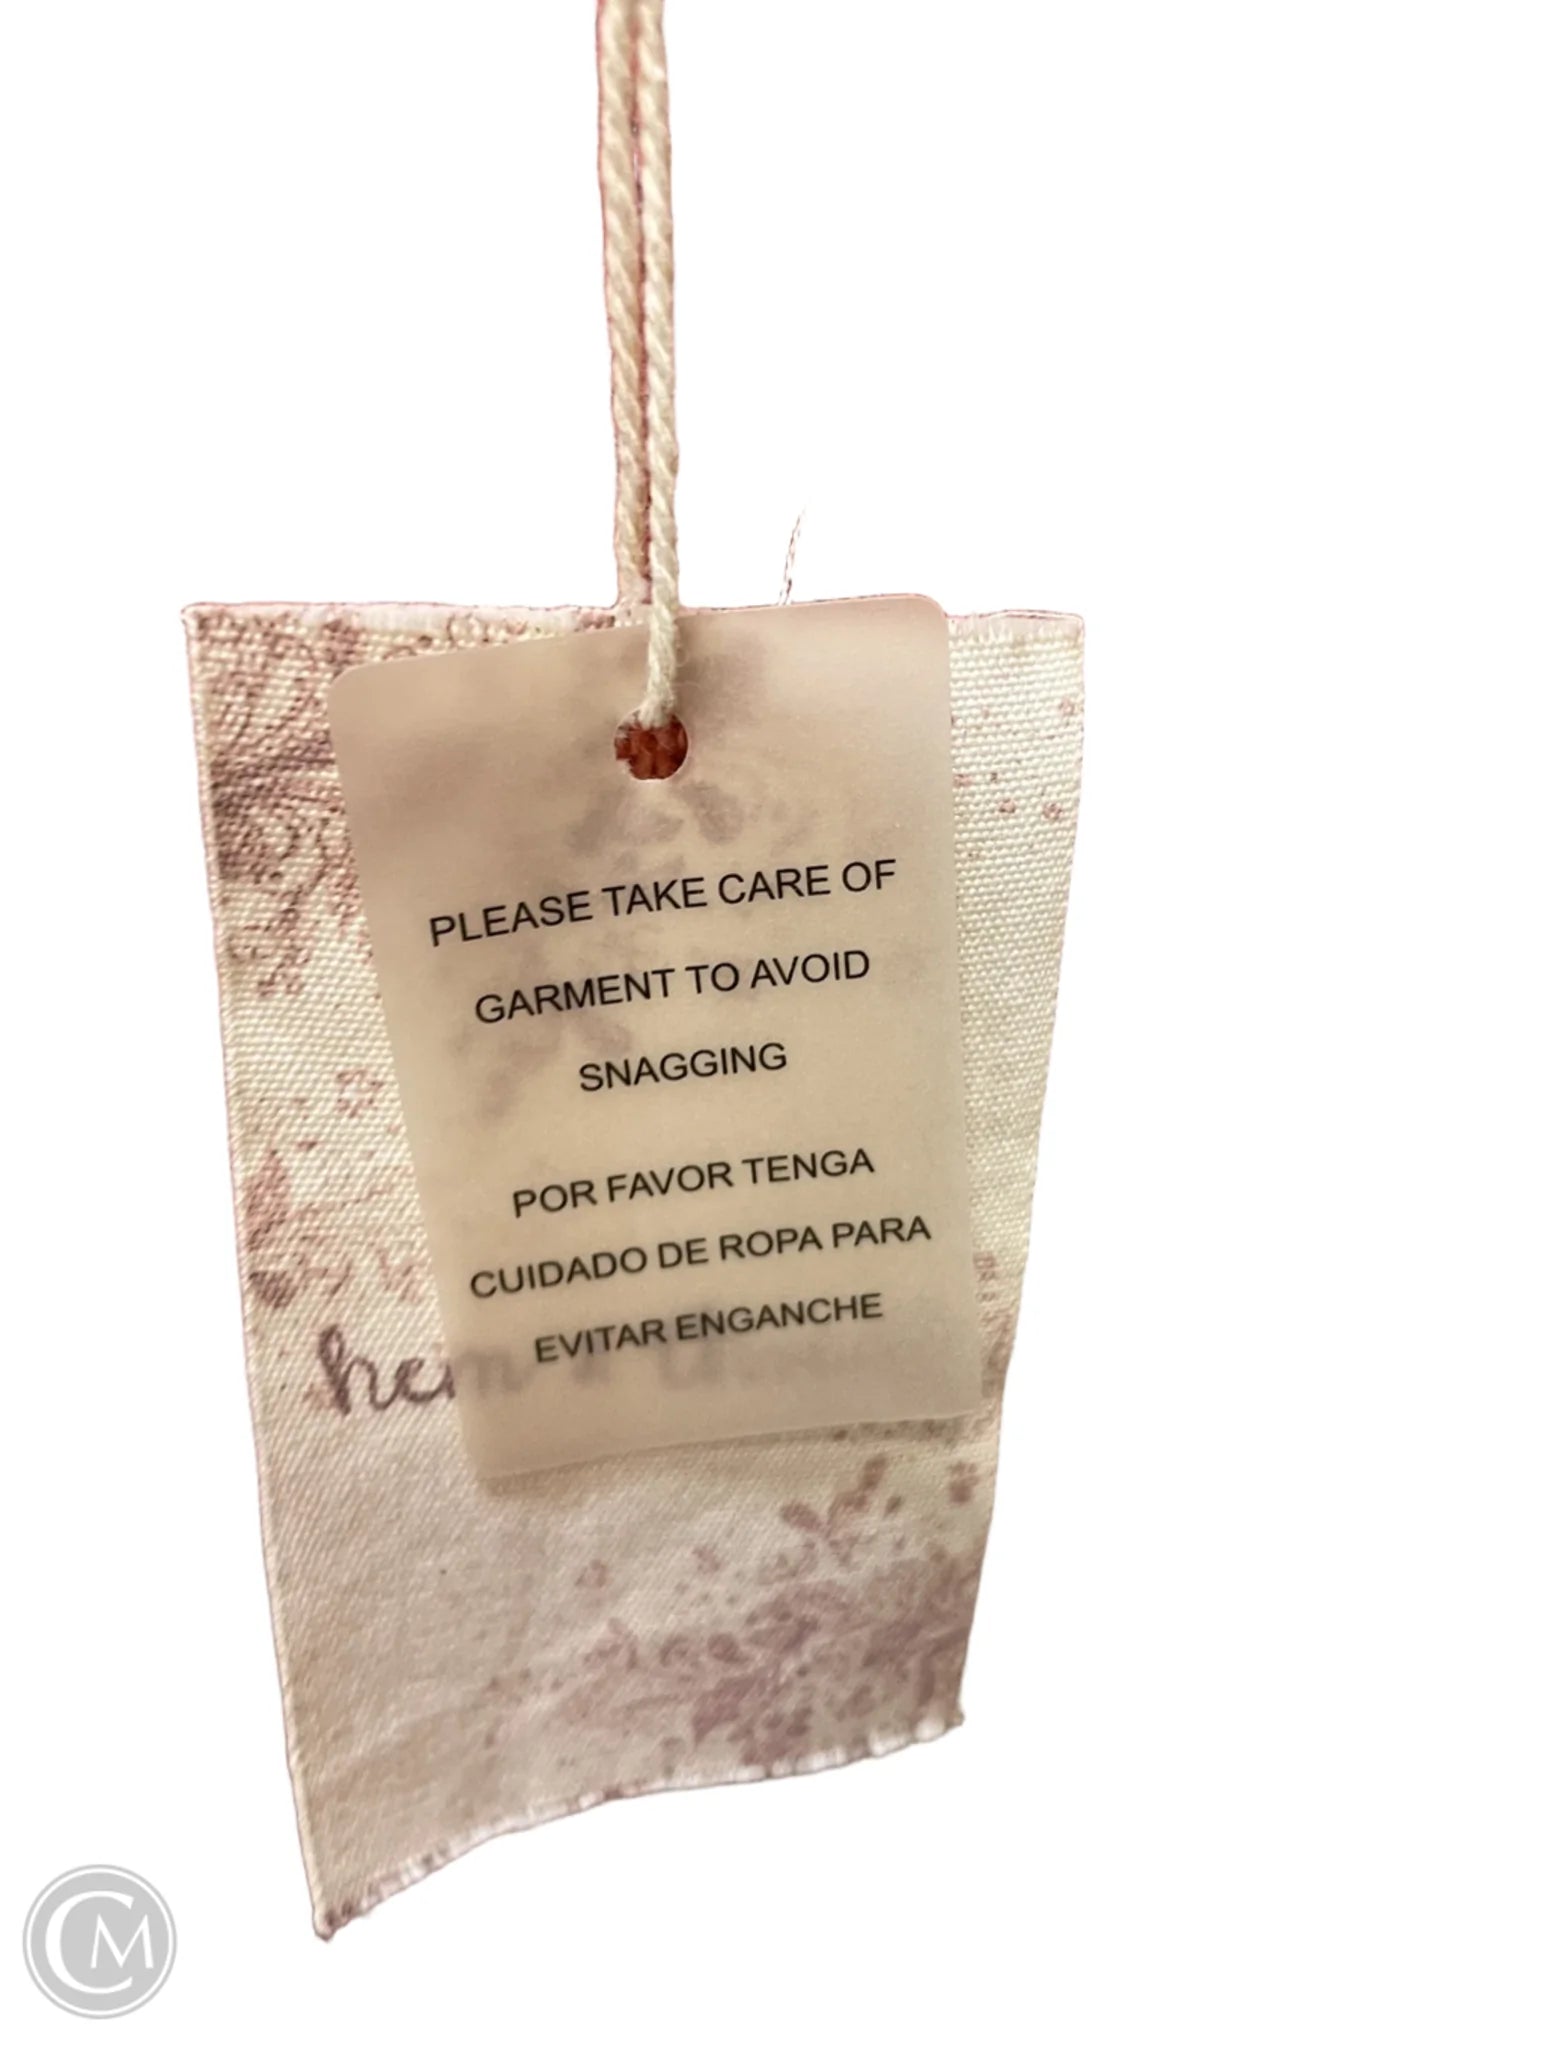 PLEASE TAKE CARE OF
GARMENT TO AVOID
SNAGGING
POR FAVOR TENGA
CUIDADO DE ROPA PARA
EVITAR ENGANCHE
CM